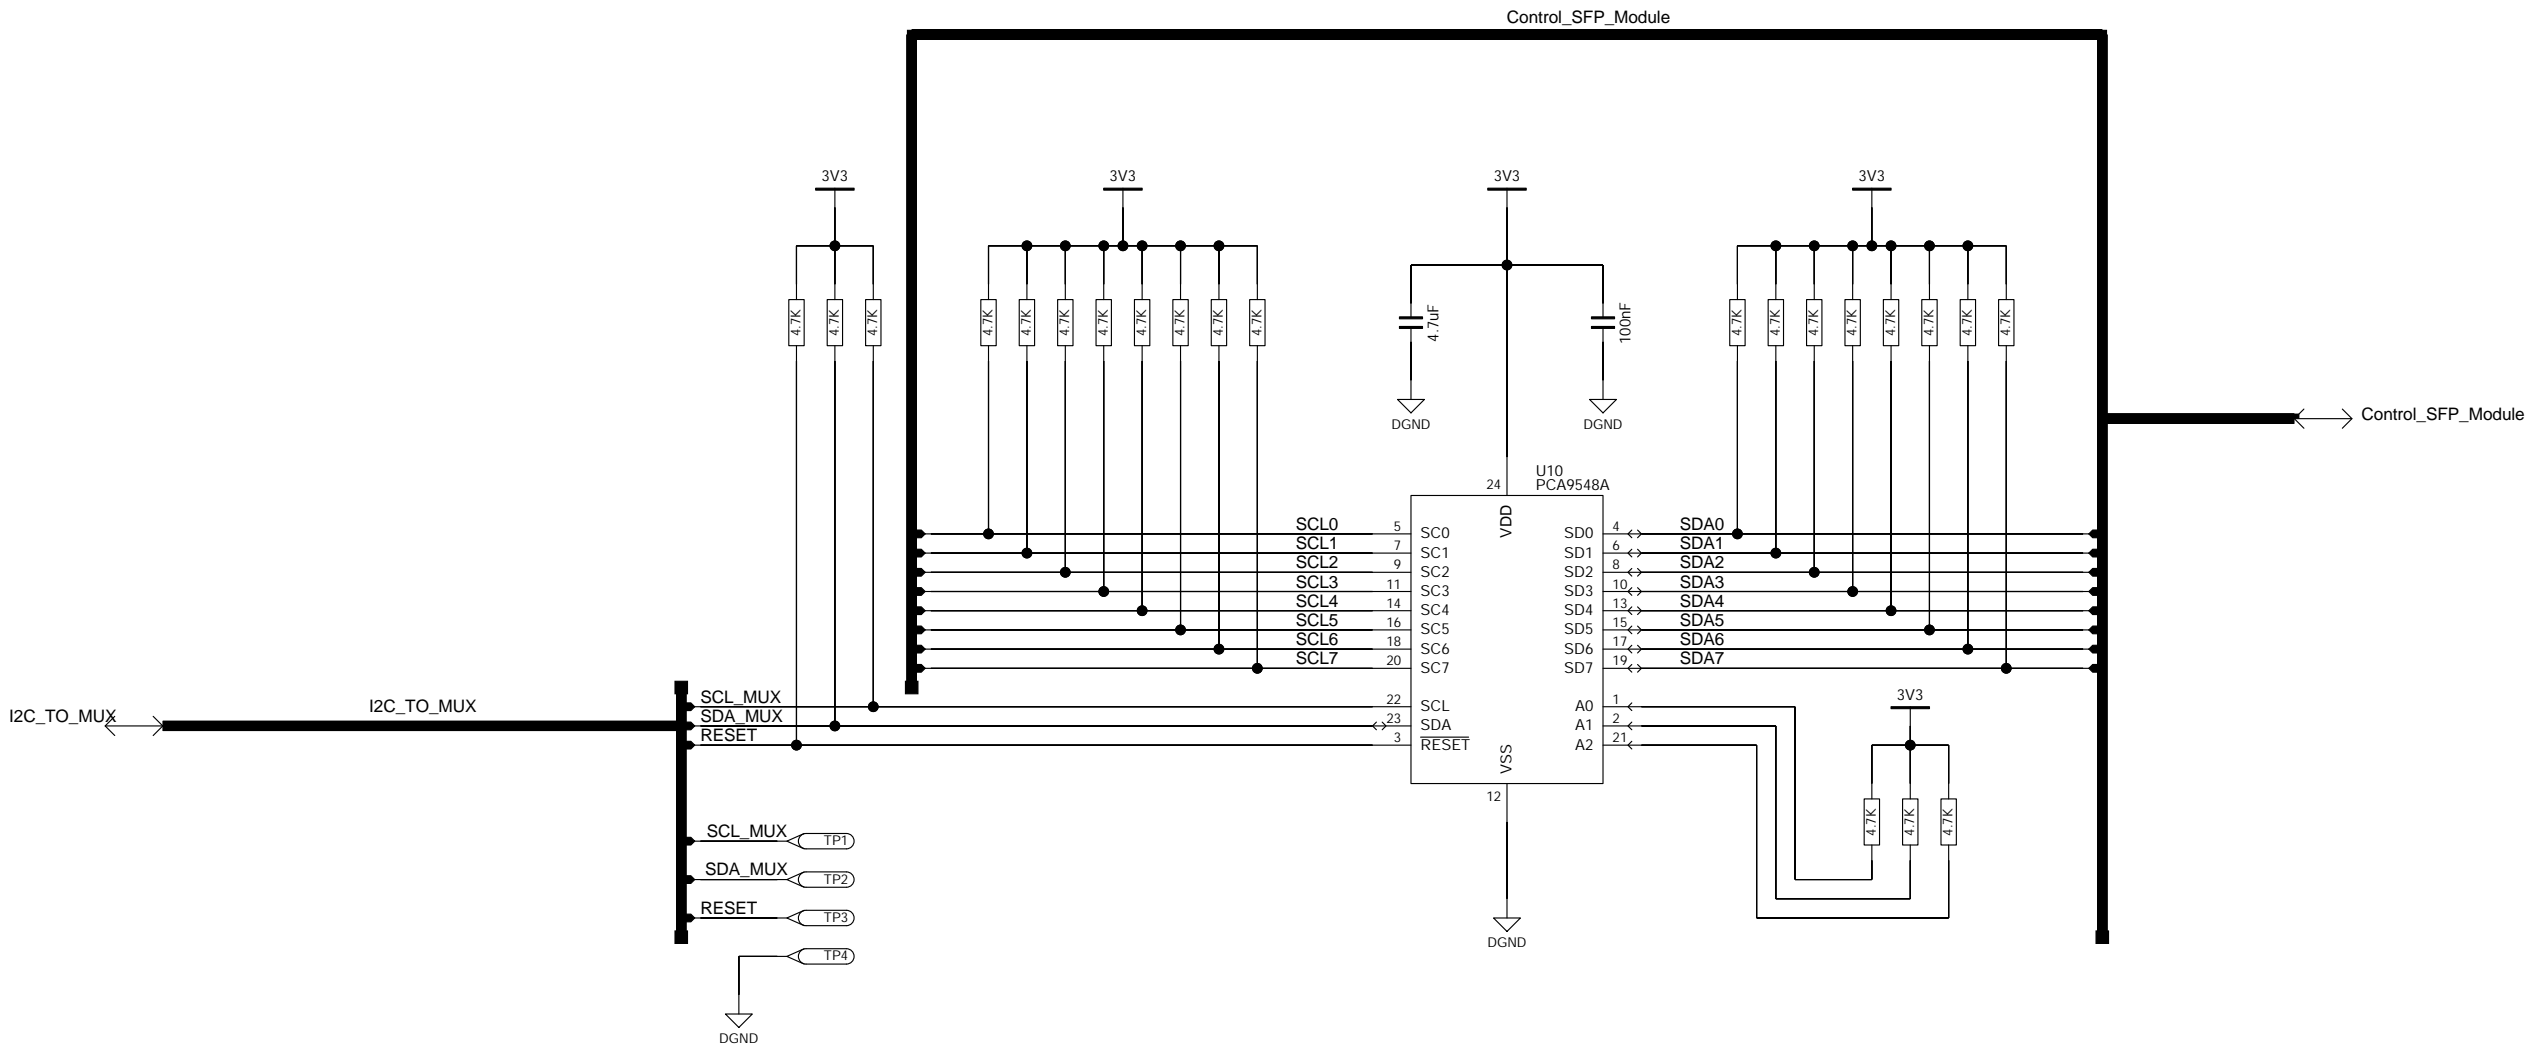 Control_SFP_Module
3V3
3V3
3V3
3V3
4.7K
4.7K
4.7K
4.7K
4.7K
4.7K
4.7K
4.7K
4.7K
4.7K
4.7K
4.7uF
100nF
4.7K
4.7K
4.7K
4.7K
4.7K
4.7K
4.7K
4.7K
DGND
DGND
Control_SFP_Module
U10
PCA9548A
24
VDD
SCL0 5 SC0 SD0 4 SDA0
SCL1 7 SC1 SD1 6 SDA1
SCL2 9 SC2 SD2 8 SDA2
SCL3 11 SC3 SD3 10 SDA3
SCL4 14 SC4 SD4 13 SDA4
SCL5 16 SC5 SD5 15 SDA5
SCL6 18 SC6 SD6 17 SDA6
SCL7 20 SC7 SD7 19 SDA7
I2C_TO_MUX
I2C_TO_MUX
SCL_MUX 22 SCL A0 1
SDA_MUX 23 SDA A1 2
RESET 3 RESET A2 21
3V3
VSS
12
4.7K
4.7K
4.7K
SCL_MUX TP1
SDA_MUX TP2
RESET TP3
TP4
DGND
DGND